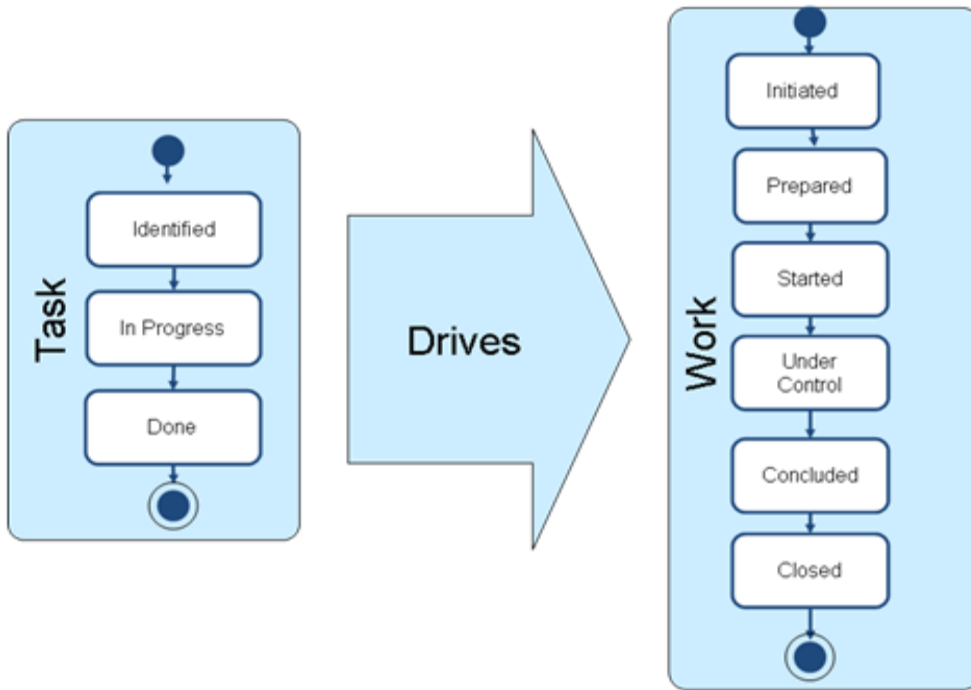 Task
Identified
In Progress
Done
Drives
Work
Initiated
Prepared
Started
Under
Control
Concluded
Closed